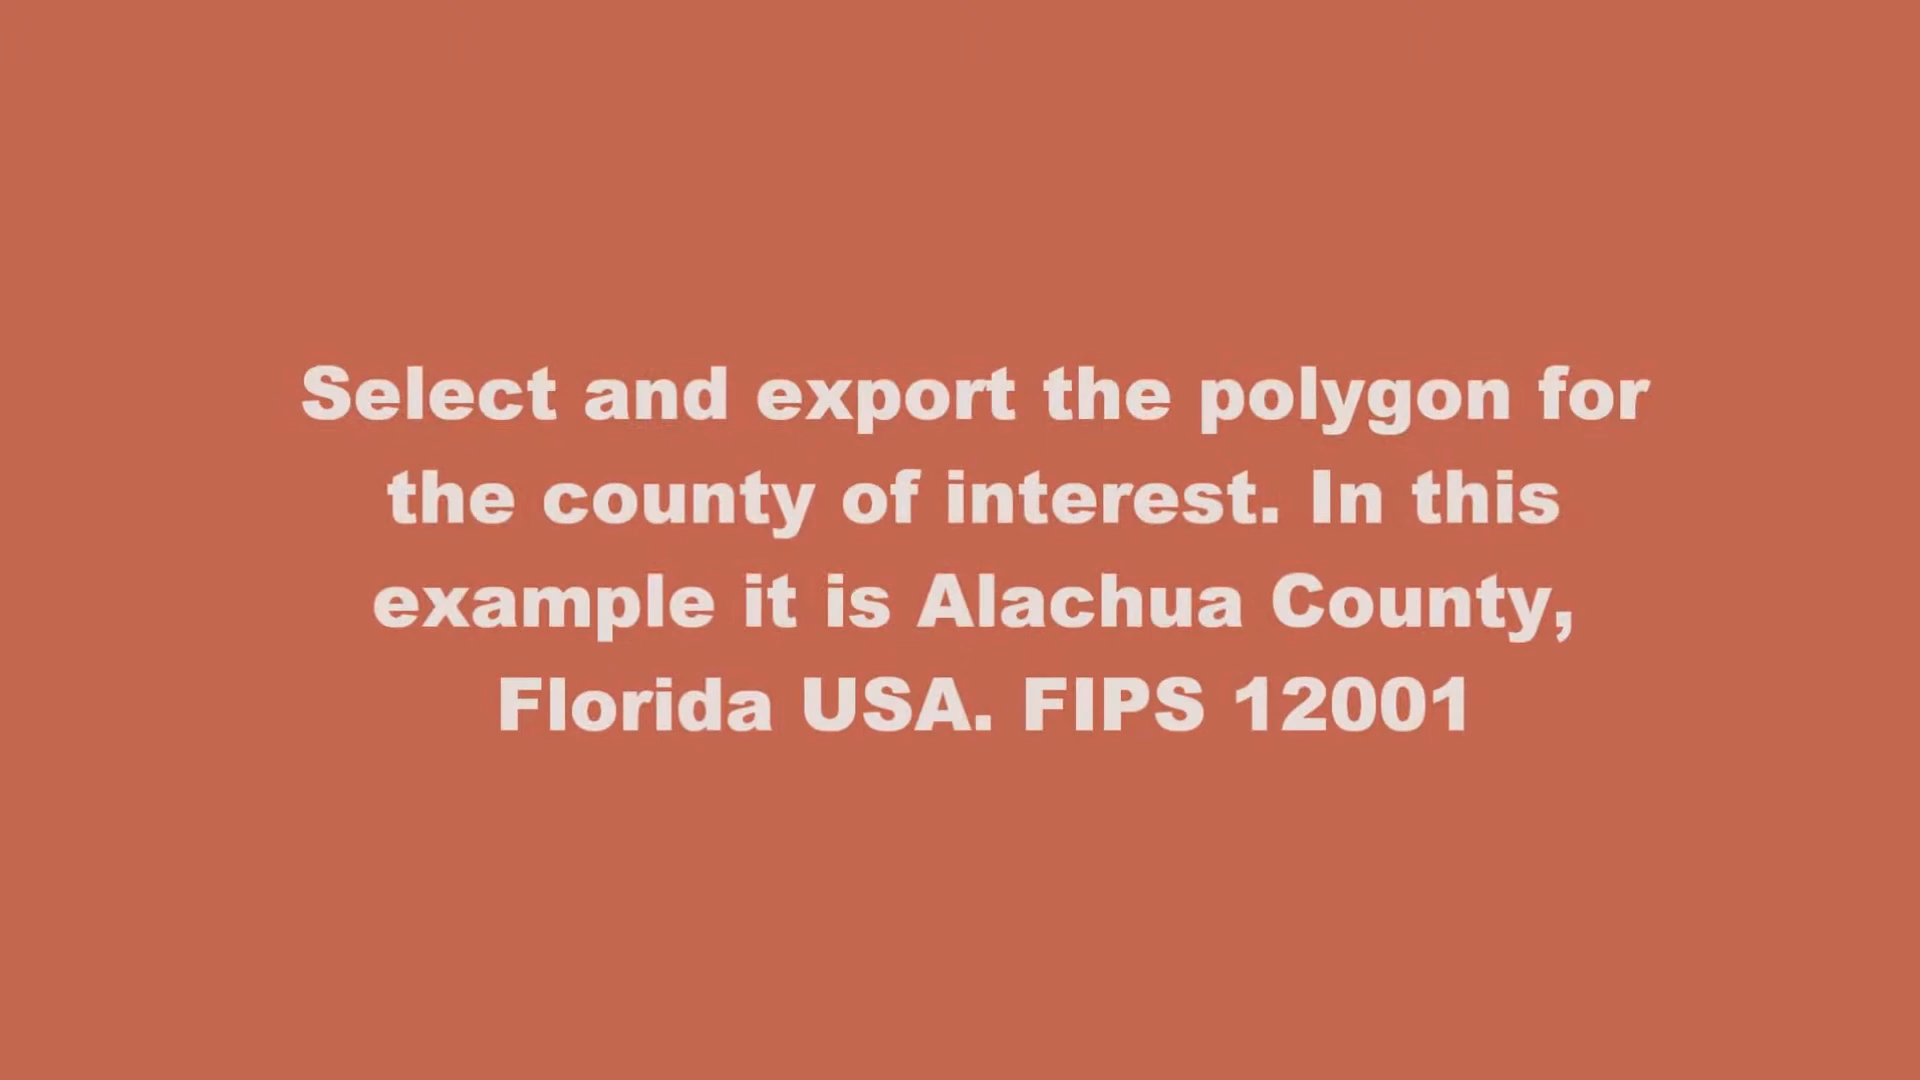 Select and export the polygon for
the county of interest. In this
example it is Alachua County,
Florida USA. FIPS 12001